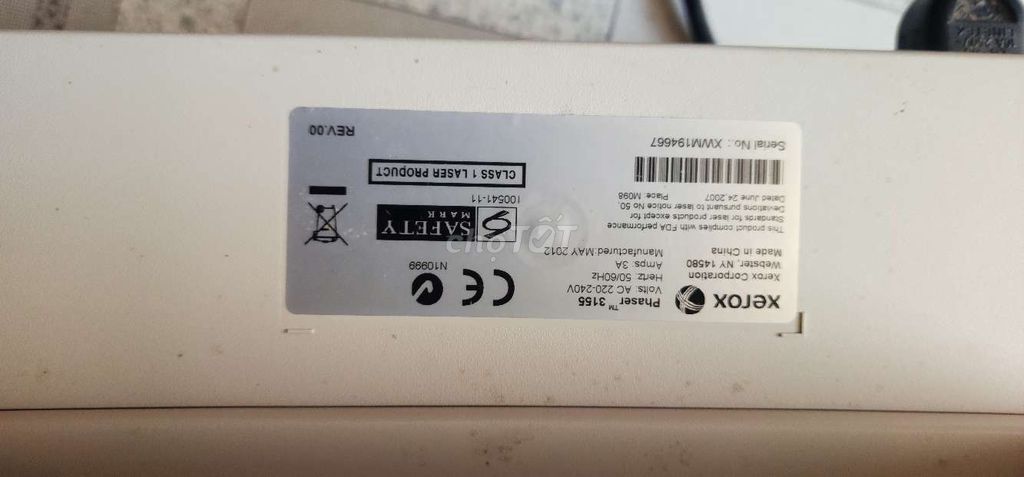 xerox
Xerox Corporation
Webster, NY 14580
Made in China
This product complies with FDA performance
Standards for laser products except for
Deviations pursuant to laser notice No 50,
Dated June 24,2007
Place: M098
Serial No.: XWM194667
Phaser™ 3155
Volts: AC 220-240V
Hertz: 50/60Hz
Amps: 3A
Manufactured:MAY 2012
CE
N10999
S
SAFETY
MARK
100541-11
CLASS 1 LASER PRODUCT
REV.00
chợTỐT